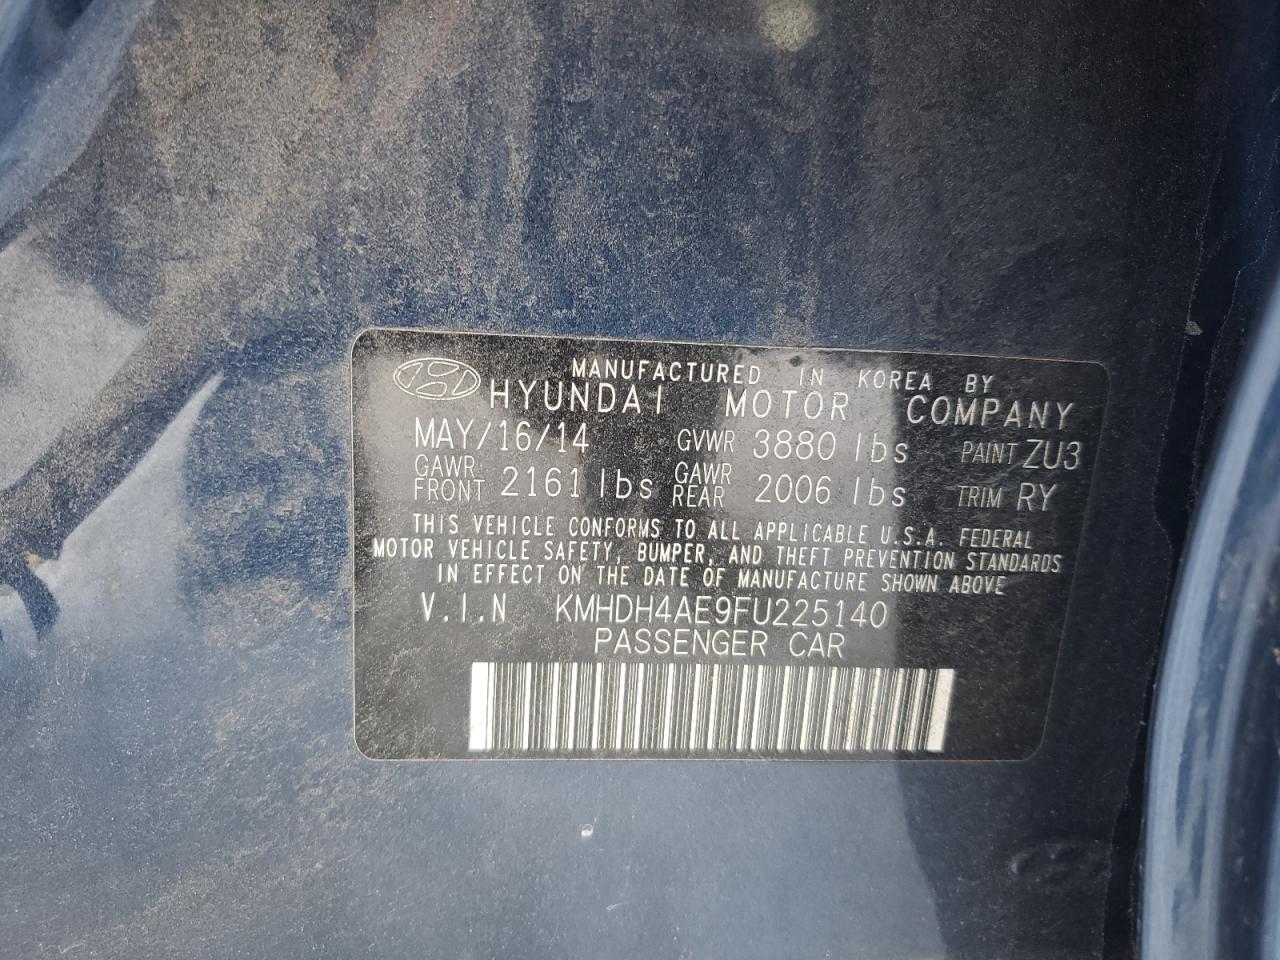 MANUFACTURED IN KOREA BY
HYUNDAI MOTOR COMPANY
MAY/16/14 GVWR 3880 lbs PAINT ZU3
GAWR FRONT 2161 lbs GAWR REAR 2006 lbs TRIM RY
THIS VEHICLE CONFORMS TO ALL APPLICABLE U.S.A. FEDERAL
MOTOR VEHICLE SAFETY, BUMPER, AND THEFT PREVENTION STANDARDS
IN EFFECT ON THE DATE OF MANUFACTURE SHOWN ABOVE
V.I.N KMHDH4AE9FU225140
PASSENGER CAR